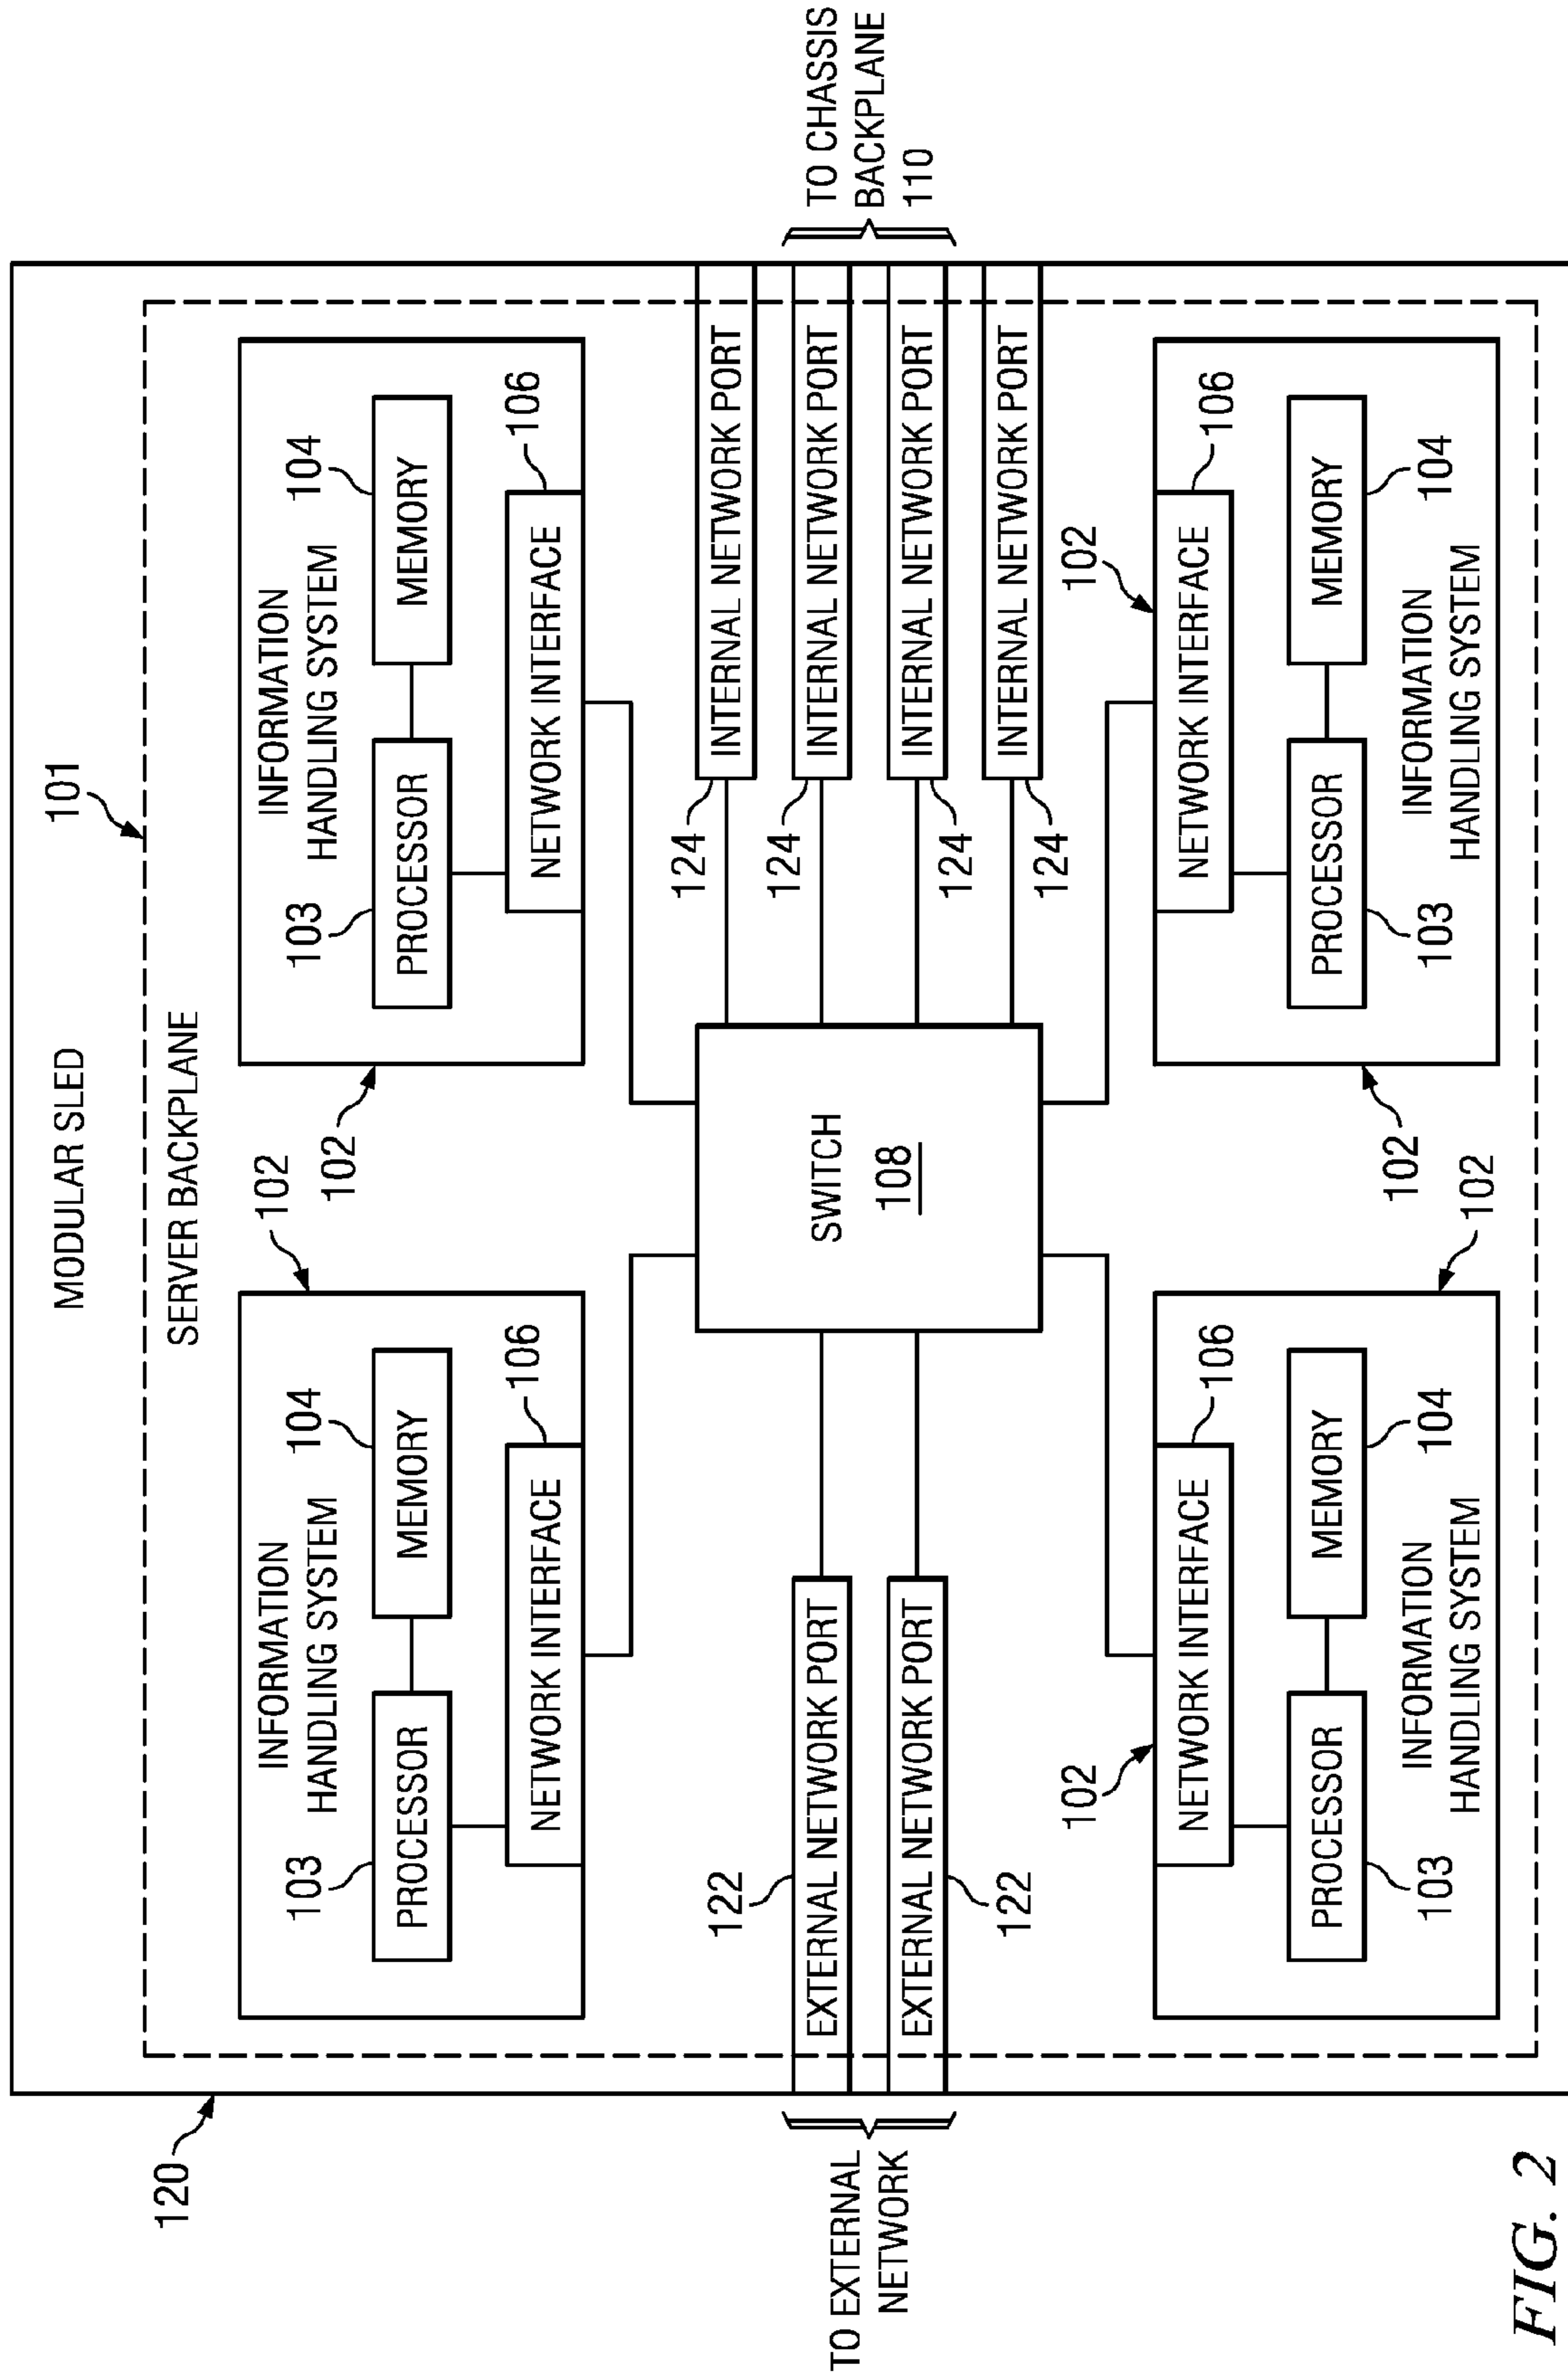 MODULAR SLED
101
120
SERVER BACKPLANE
102
INFORMATION
HANDLING SYSTEM
103
104
PROCESSOR
MEMORY
NETWORK INTERFACE
106
102
INFORMATION
HANDLING SYSTEM
103
104
PROCESSOR
MEMORY
NETWORK INTERFACE
106
TO EXTERNAL
NETWORK
122
EXTERNAL NETWORK PORT
EXTERNAL NETWORK PORT
122
SWITCH
108
124
INTERNAL NETWORK PORT
124
INTERNAL NETWORK PORT
124
INTERNAL NETWORK PORT
124
INTERNAL NETWORK PORT
TO CHASSIS
BACKPLANE
110
102
NETWORK INTERFACE
106
PROCESSOR
MEMORY
103
104
INFORMATION
HANDLING SYSTEM
102
102
NETWORK INTERFACE
106
PROCESSOR
MEMORY
103
104
INFORMATION
HANDLING SYSTEM
102
FIG. 2